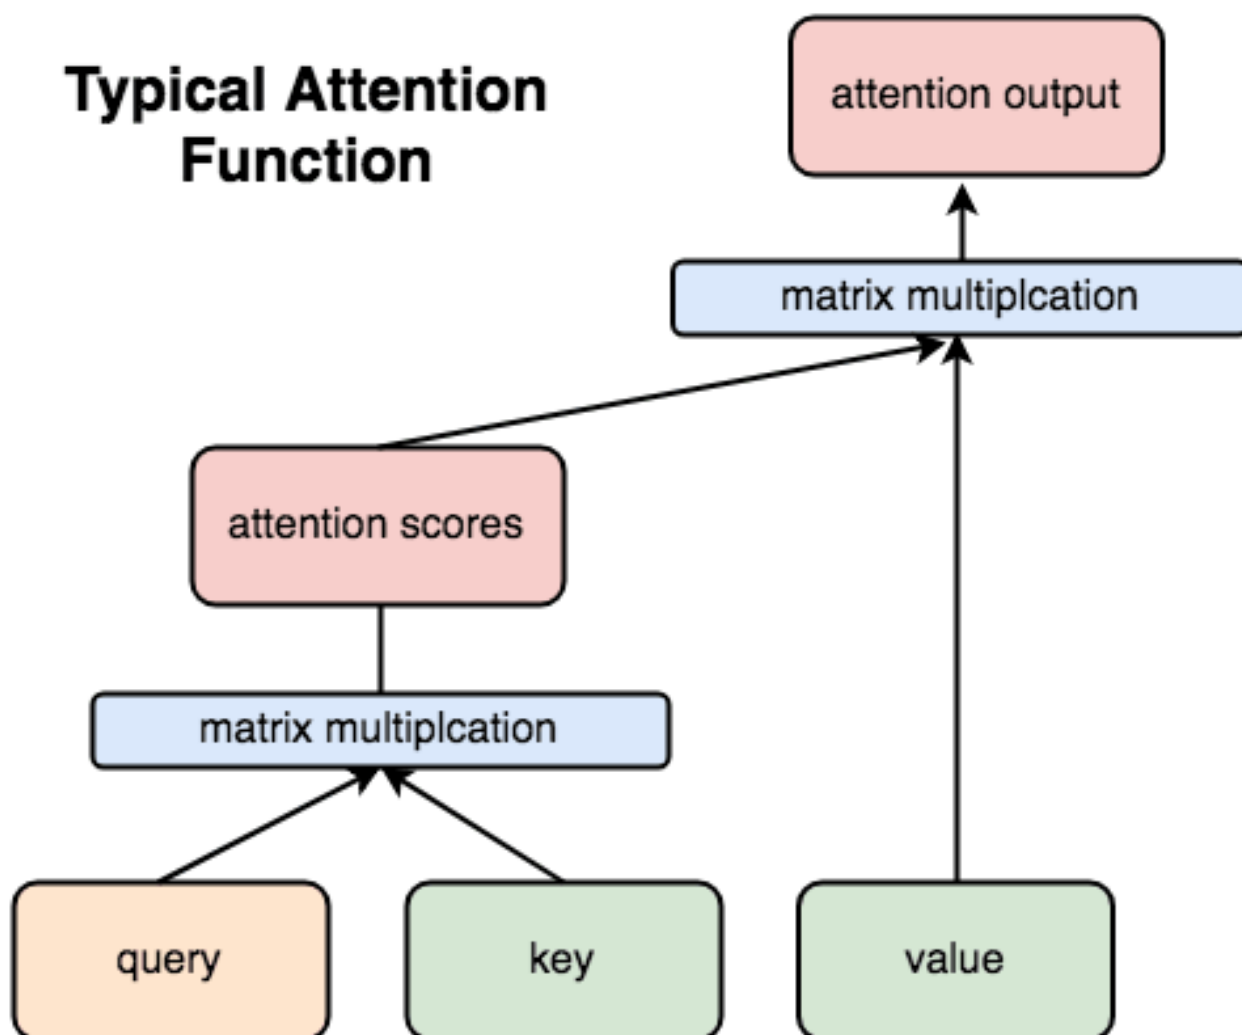 Typical Attention
Function
attention output
matrix multiplcation
attention scores
matrix multiplcation
query
key
value